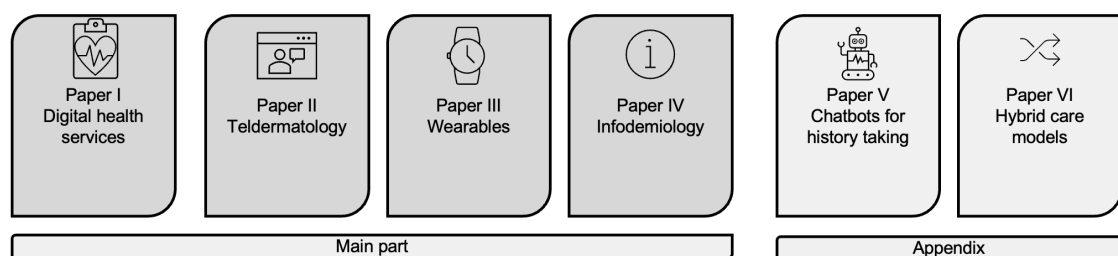 Paper I
Digital health
services
Paper II
Teldermatology
Paper III
Wearables
Paper IV
Infodemiology
Paper V
Chatbots for
history taking
Paper VI
Hybrid care
models
Main part
Appendix